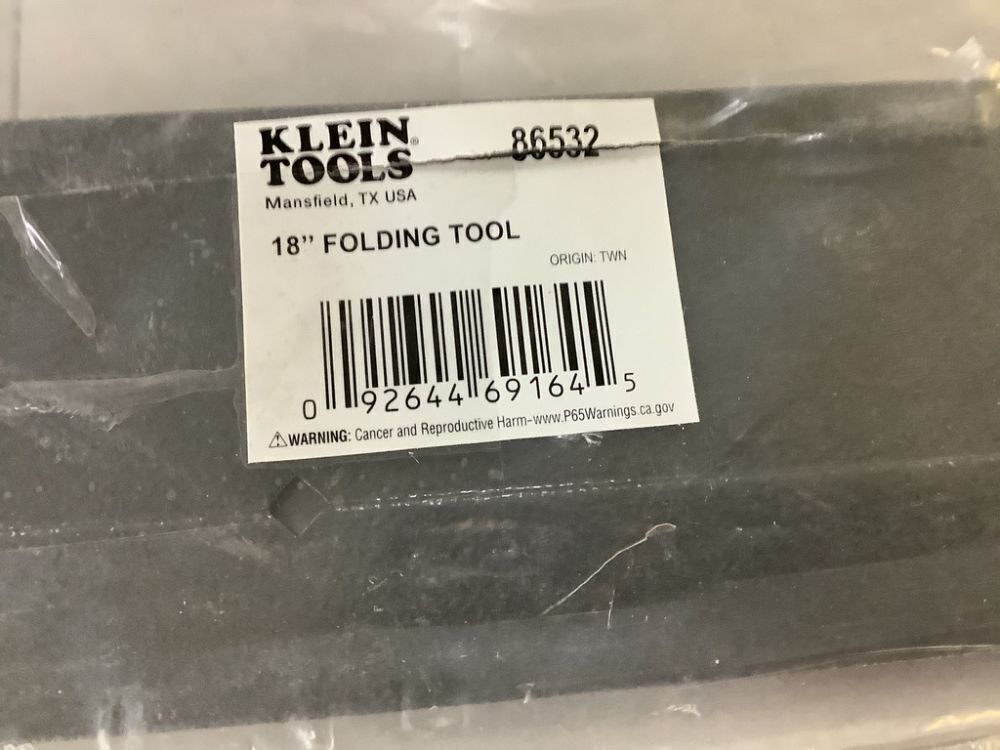 KLEIN
TOOLS®
86532
Mansfield, TX USA
18” FOLDING TOOL
ORIGIN: TWN
0 92644 69164 5
⚠WARNING: Cancer and Reproductive Harm-www.P65Warnings.ca.gov